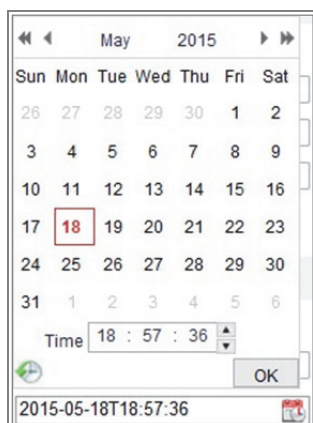 May 2015
Sun Mon Tue Wed Thu Fri Sat
26 27 28 29 30 1 2
3 4 5 6 7 8 9
10 11 12 13 14 15 16
17 18 19 20 21 22 23
24 25 26 27 28 29 30
31 1 2 3 4 5 6
Time 18 : 57 : 36
OK
2015-05-18T18:57:36